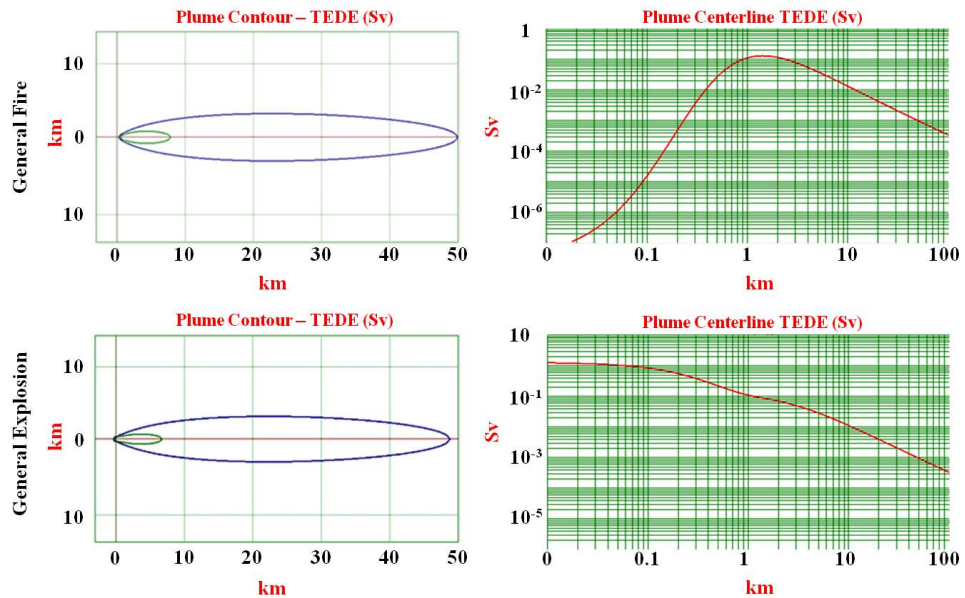 Plume Contour – TEDE (Sv)
General Fire
km
10
0
10
0 10 20 30 40 50
km
Plume Centerline TEDE (Sv)
Sv
1
10-2
10-4
10-6
0 0.1 1 10 100
km
Plume Contour – TEDE (Sv)
General Explosion
km
10
0
10
0 10 20 30 40 50
km
Plume Centerline TEDE (Sv)
Sv
10
10-1
10-3
10-5
0 0.1 1 10 100
km